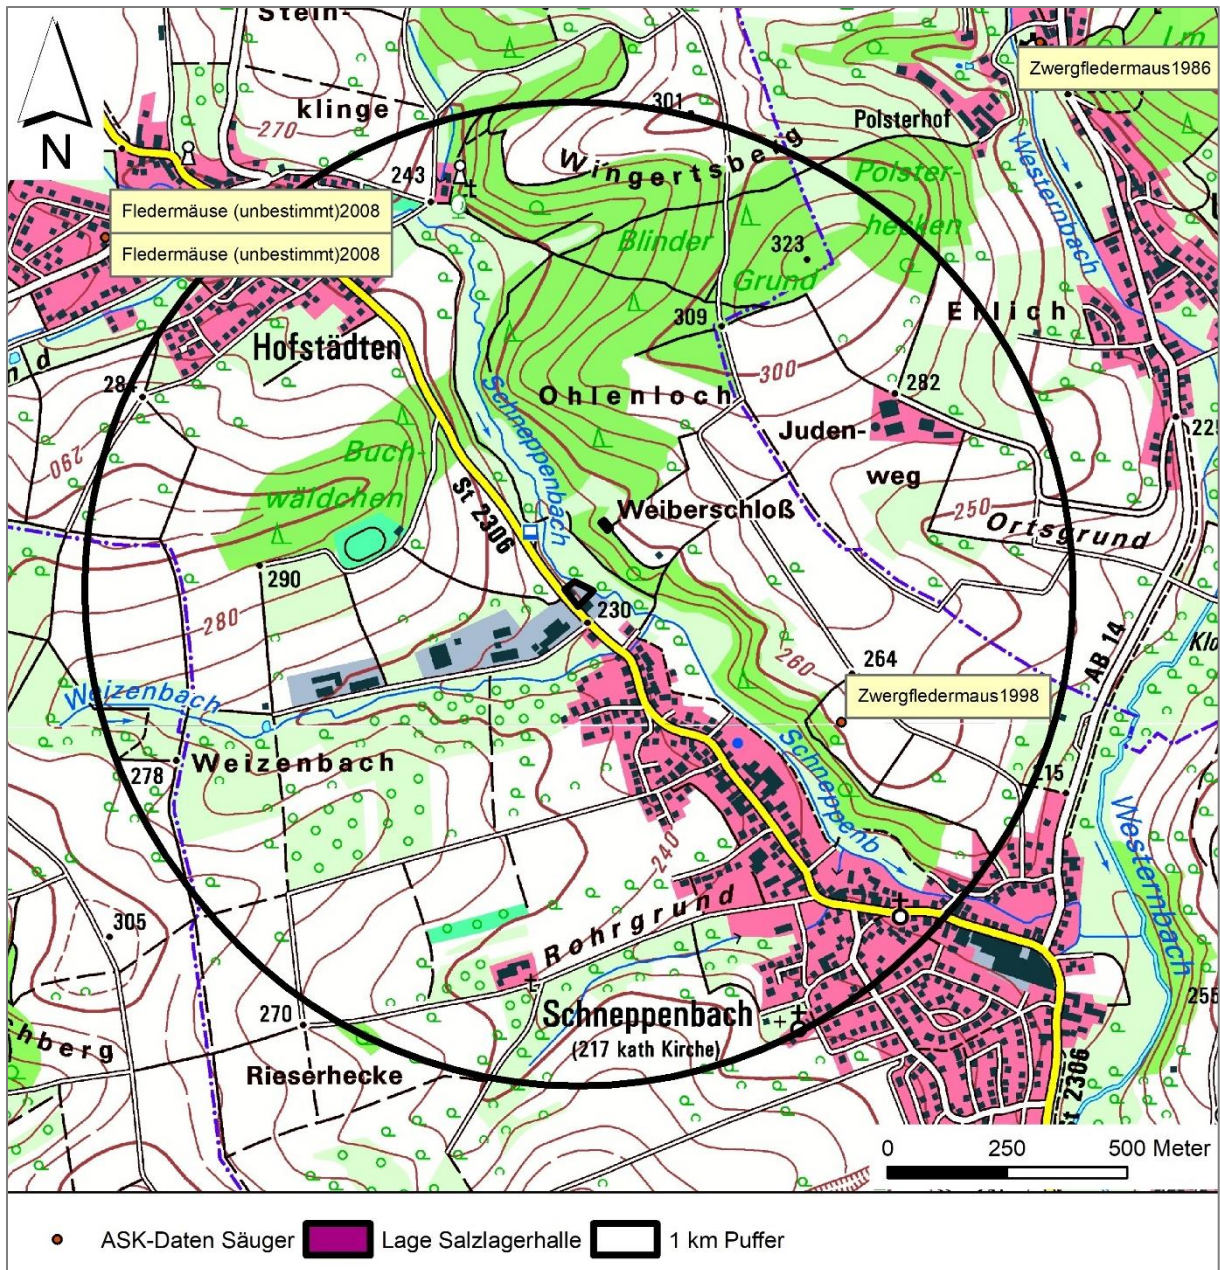 Stein-
klinge
270
301
Wingertsberg
Polsterhof
Zwergfledermaus1986
Westernbach
N
243
Fledermäuse (unbestimmt)2008
Fledermäuse (unbestimmt)2008
Polster-
hecken
Blinder
Grund
323
309
Erlich
Hofstädten
284
Schneppenbach
Ohlenloch
300
282
Juden-
weg
290
Buch-
wäldchen
St 2306
Weiberschloß
250
Ortsgrund
290
280
230
260
264
AB 14
Zwergfledermaus1998
Weizenbach
278
Weizenbach
Schneppenb
215
Westernbach
240
305
Rohrgrund
270
Schneppenbach
(217 kath Kirche)
Rieserhecke
St 2306
0 250 500 Meter
ASK-Daten Säuger Lage Salzlagerhalle 1 km Puffer